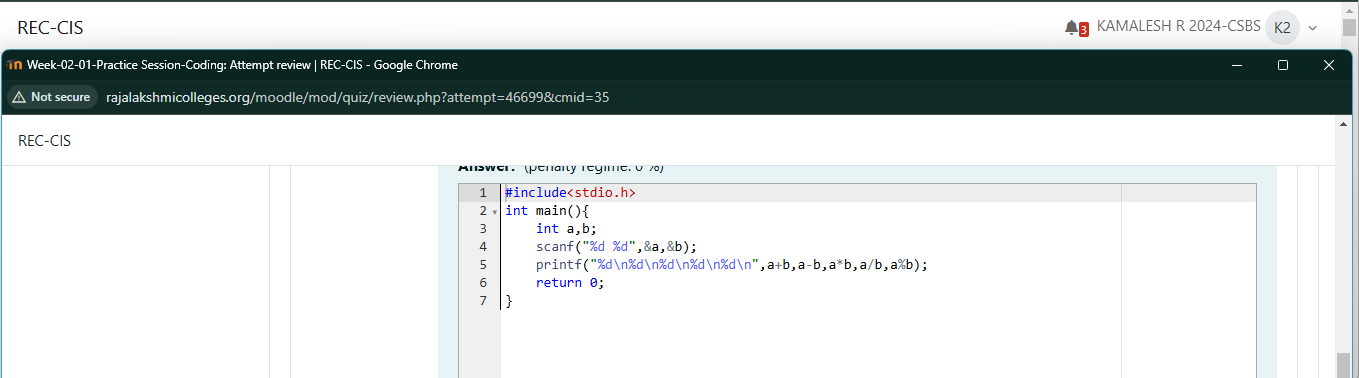 REC-CIS
3 KAMALESH R 2024-CSBS K2
Week-02-01-Practice Session-Coding: Attempt review | REC-CIS - Google Chrome
Not secure rajalakshmicolleges.org/moodle/mod/quiz/review.php?attempt=46699&cmid=35
REC-CIS
Answer: (penalty regime: 0 %)
1 #include<stdio.h>
2 int main(){
3 int a,b;
4 scanf("%d %d",&a,&b);
5 printf("%d\n%d\n%d\n%d\n%d\n",a+b,a-b,a*b,a/b,a%b);
6 return 0;
7 }